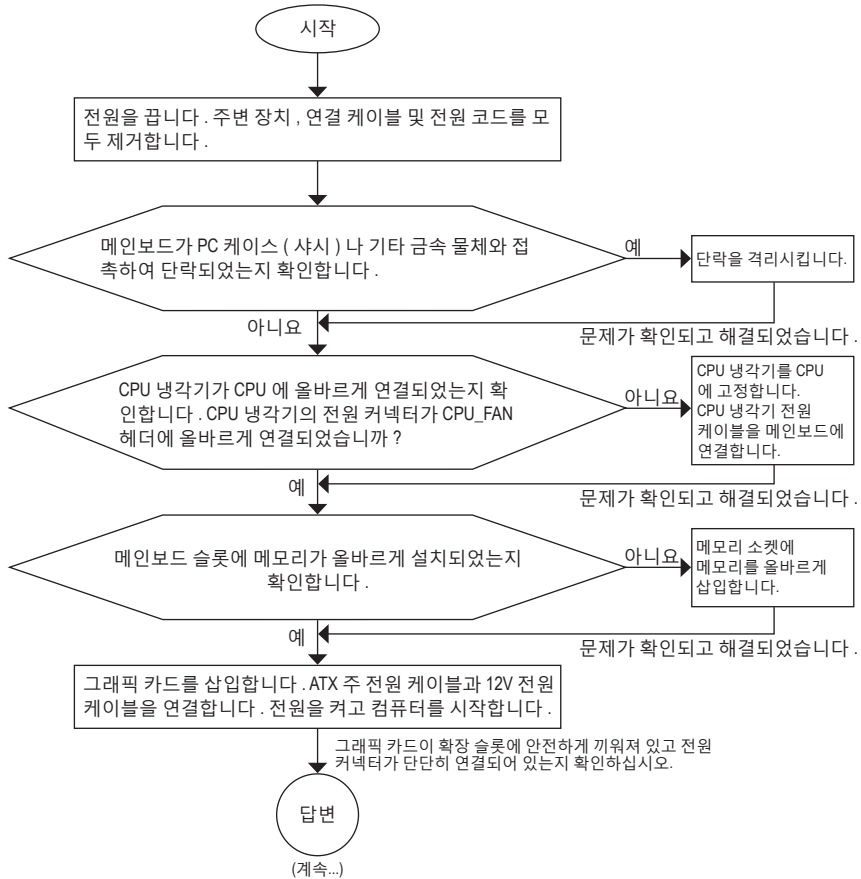 시작
전원을 끕니다 . 주변 장치 , 연결 케이블 및 전원 코드를 모
두 제거합니다 .
메인보드가 PC 케이스 ( 샤시 ) 나 기타 금속 물체와 접
촉하여 단락되었는지 확인합니다 .
예
단락을 격리시킵니다.
아니요
문제가 확인되고 해결되었습니다 .
CPU 냉각기가 CPU 에 올바르게 연결되었는지 확
인합니다 . CPU 냉각기의 전원 커넥터가 CPU_FAN
헤더에 올바르게 연결되었습니까 ?
아니요
CPU 냉각기를 CPU
에 고정합니다.
CPU 냉각기 전원
케이블을 메인보드에
연결합니다.
예
문제가 확인되고 해결되었습니다 .
메인보드 슬롯에 메모리가 올바르게 설치되었는지
확인합니다 .
아니요
메모리 소켓에
메모리를 올바르게
삽입합니다.
예
문제가 확인되고 해결되었습니다 .
그래픽 카드를 삽입합니다 . ATX 주 전원 케이블과 12V 전원
케이블을 연결합니다 . 전원을 켜고 컴퓨터를 시작합니다 .
그래픽 카드이 확장 슬롯에 안전하게 끼워져 있고 전원
커넥터가 단단히 연결되어 있는지 확인하십시오.
답변
(계속...)